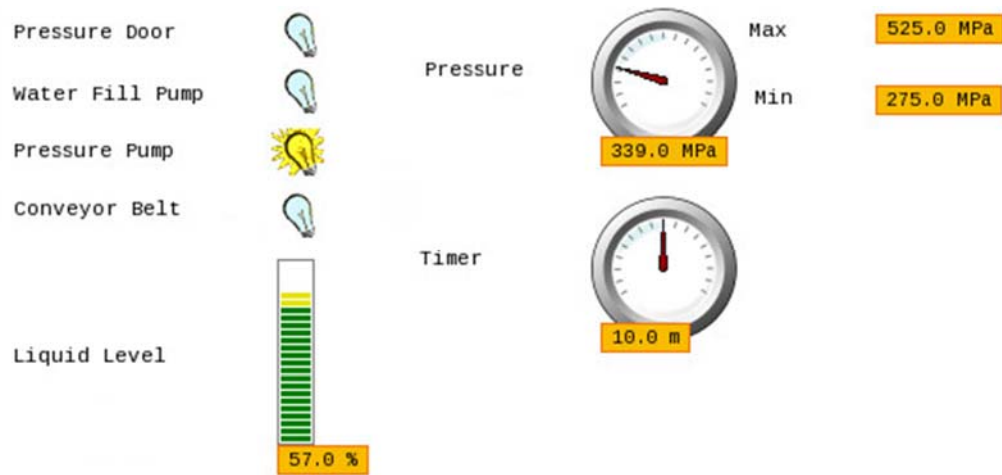 Pressure Door
Water Fill Pump
Pressure Pump
Conveyor Belt
Liquid Level
57.0 %
Pressure
339.0 MPa
Max
525.0 MPa
Min
275.0 MPa
Timer
10.0 m